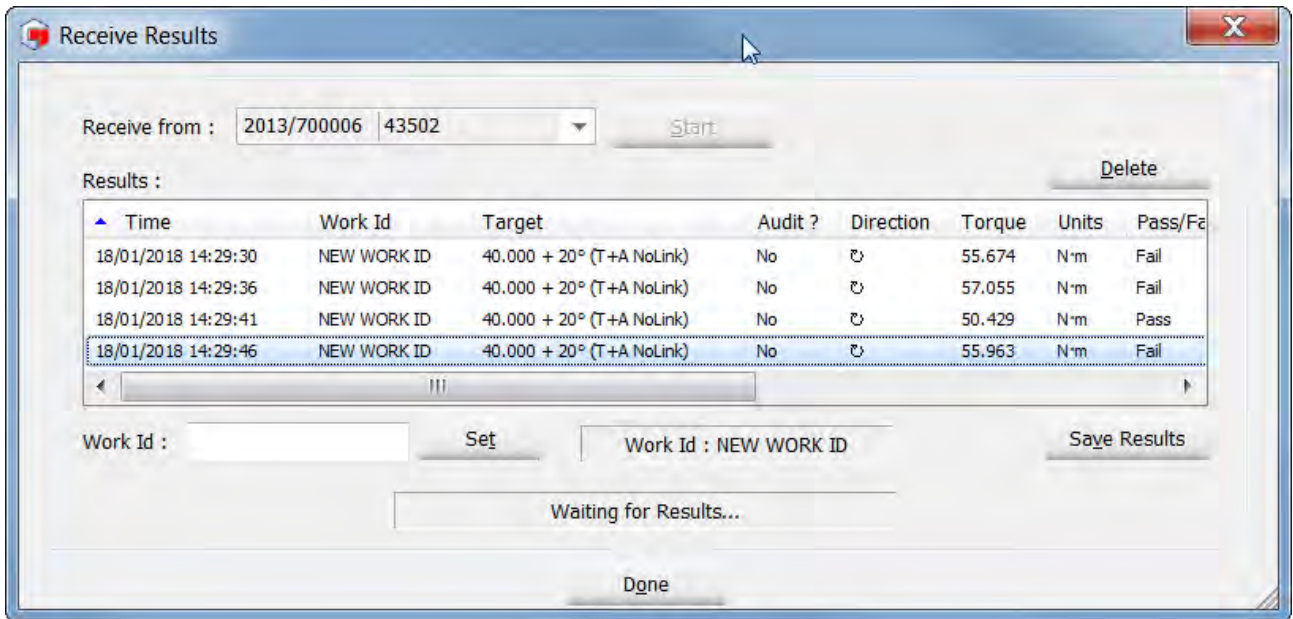 Receive Results
Receive from : 2013/700006 43502 Start
Delete
Results :
Time Work Id Target Audit ? Direction Torque Units Pass/Fa
18/01/2018 14:29:30 NEW WORK ID 40.000 + 20° (T+A NoLink) No ↻ 55.674 N·m Fail
18/01/2018 14:29:36 NEW WORK ID 40.000 + 20° (T+A NoLink) No ↻ 57.055 N·m Fail
18/01/2018 14:29:41 NEW WORK ID 40.000 + 20° (T+A NoLink) No ↻ 50.429 N·m Pass
18/01/2018 14:29:46 NEW WORK ID 40.000 + 20° (T+A NoLink) No ↻ 55.963 N·m Fail
Work Id : Set Work Id : NEW WORK ID Save Results
Waiting for Results...
Done